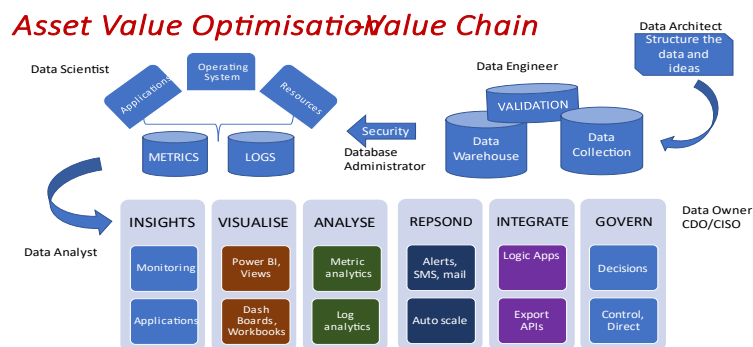 Asset Value Optimisation-Value Chain
Data Architect
Structure the
data and
ideas
Data Scientist
Operating
System
Applications
Resources
Data Engineer
VALIDATION
Security
Data
Warehouse
Data
Collection
METRICS
LOGS
Database
Administrator
Data Analyst
Data Owner
CDO/CISO
INSIGHTS
Monitoring
Applications
VISUALISE
Power BI,
Views
Dash
Boards,
Workbooks
ANALYSE
Metric
analytics
Log
analytics
REPSOND
Alerts,
SMS, mail
Auto scale
INTEGRATE
Logic Apps
Export
APIs
GOVERN
Decisions
Control,
Direct